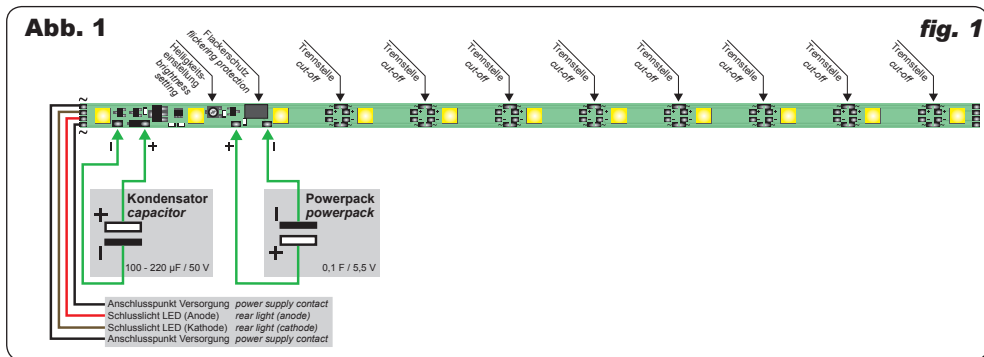 Abb. 1
fig. 1
Helligkeits-
einstellung
brightness
setting
Flackerschutz
flickering protection
Trennstelle
cut-off
Trennstelle
cut-off
Trennstelle
cut-off
Trennstelle
cut-off
Trennstelle
cut-off
Trennstelle
cut-off
Trennstelle
cut-off
Trennstelle
cut-off
~
~
– +
+ –
Kondensator
capacitor
+
–
100 - 220 µF / 50 V
Powerpack
powerpack
–
+
0,1 F / 5,5 V
Anschlusspunkt Versorgung power supply contact
Schlusslicht LED (Anode) rear light (anode)
Schlusslicht LED (Kathode) rear light (cathode)
Anschlusspunkt Versorgung power supply contact